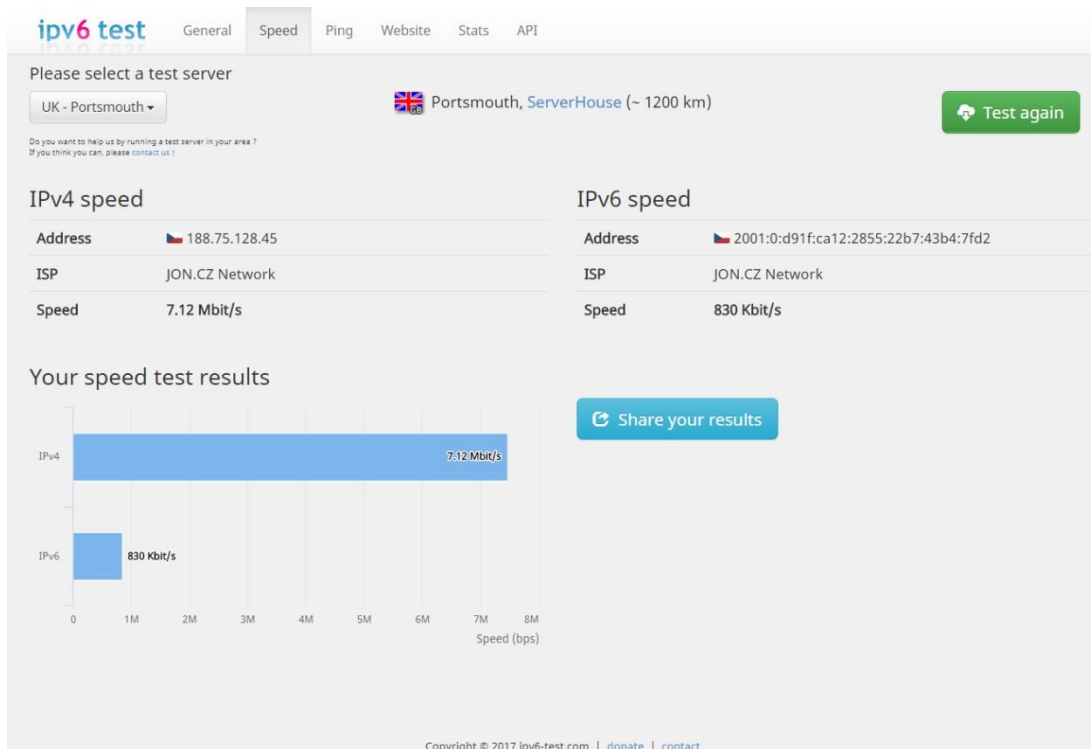 ipv6 test General Speed Ping Website Stats API
Please select a test server
UK - Portsmouth
Portsmouth, ServerHouse (~ 1200 km)
Test again
Do you want to help us by running a test server in your area ?
If you think you can, please contact us !
IPv4 speed
Address 188.75.128.45
ISP JON.CZ Network
Speed 7.12 Mbit/s
IPv6 speed
Address 2001:0:d91f:ca12:2855:22b7:43b4:7fd2
ISP JON.CZ Network
Speed 830 Kbit/s
Your speed test results
Share your results
IPv4 7.12 Mbit/s
IPv6 830 Kbit/s
0 1M 2M 3M 4M 5M 6M 7M 8M
Speed (bps)
Copyright © 2017 ipv6-test.com | donate | contact